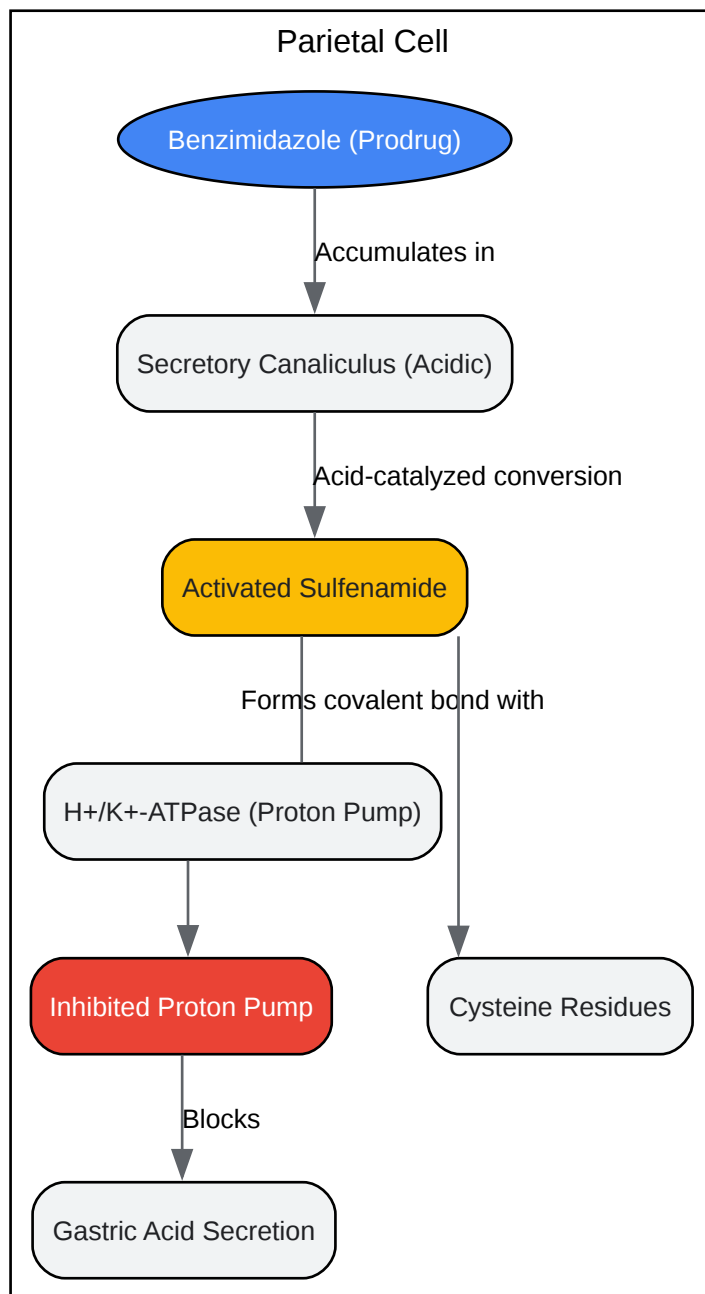 Parietal Cell
Benzimidazole (Prodrug)
Accumulates in
Secretory Canaliculus (Acidic)
Acid-catalyzed conversion
Activated Sulfenamide
Forms covalent bond with
H+/K+-ATPase (Proton Pump)
Inhibited Proton Pump
Cysteine Residues
Blocks
Gastric Acid Secretion